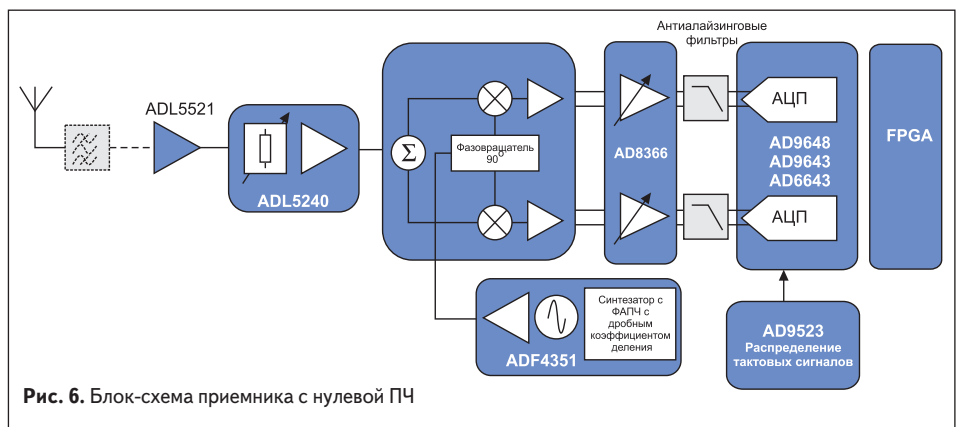 Антиалайзинговые
фильтры
ADL5521
ADL5240
Σ
Фазовращатель
90°
AD8366
АЦП
AD9648
AD9643
AD6643
АЦП
FPGA
Синтезатор с
ФАПЧ с
дробным
коэффициентом
деления
ADF4351
AD9523
Распределение
тактовых сигналов
Рис. 6. Блок-схема приемника с нулевой ПЧ